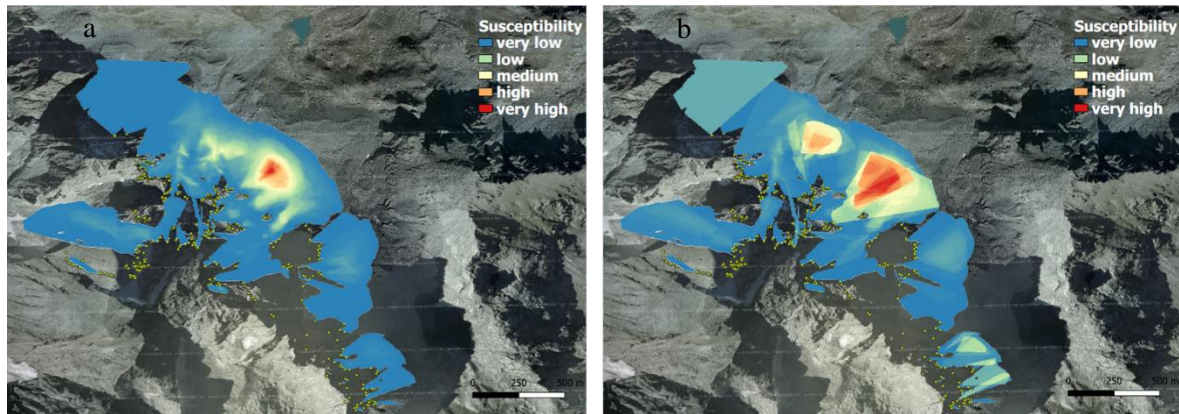 a
Susceptibility
very low
low
medium
high
very high
0 250 500 m
b
Susceptibility
very low
low
medium
high
very high
0 250 500 m